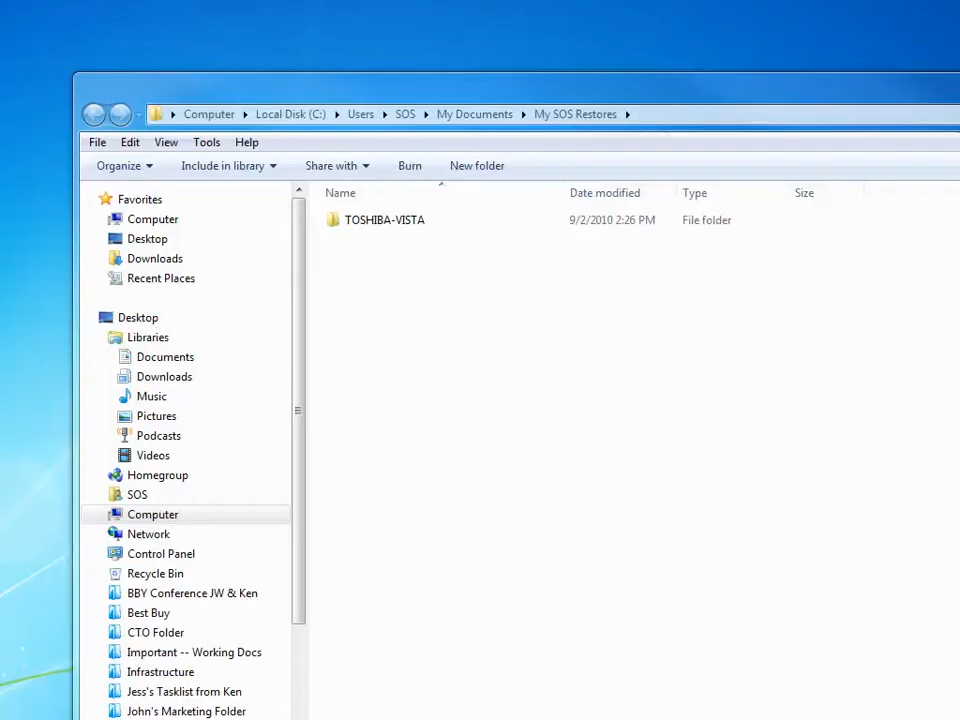 Computer Local Disk (C:) Users SOS My Documents My SOS Restores
File Edit View Tools Help
Organize Include in library Share with Burn New folder
Name Date modified Type Size
TOSHIBA-VISTA 9/2/2010 2:26 PM File folder
Favorites
Computer
Desktop
Downloads
Recent Places
Desktop
Libraries
Documents
Downloads
Music
Pictures
Podcasts
Videos
Homegroup
SOS
Computer
Network
Control Panel
Recycle Bin
BBY Conference JW & Ken
Best Buy
CTO Folder
Important -- Working Docs
Infrastructure
Jess's Tasklist from Ken
John's Marketing Folder